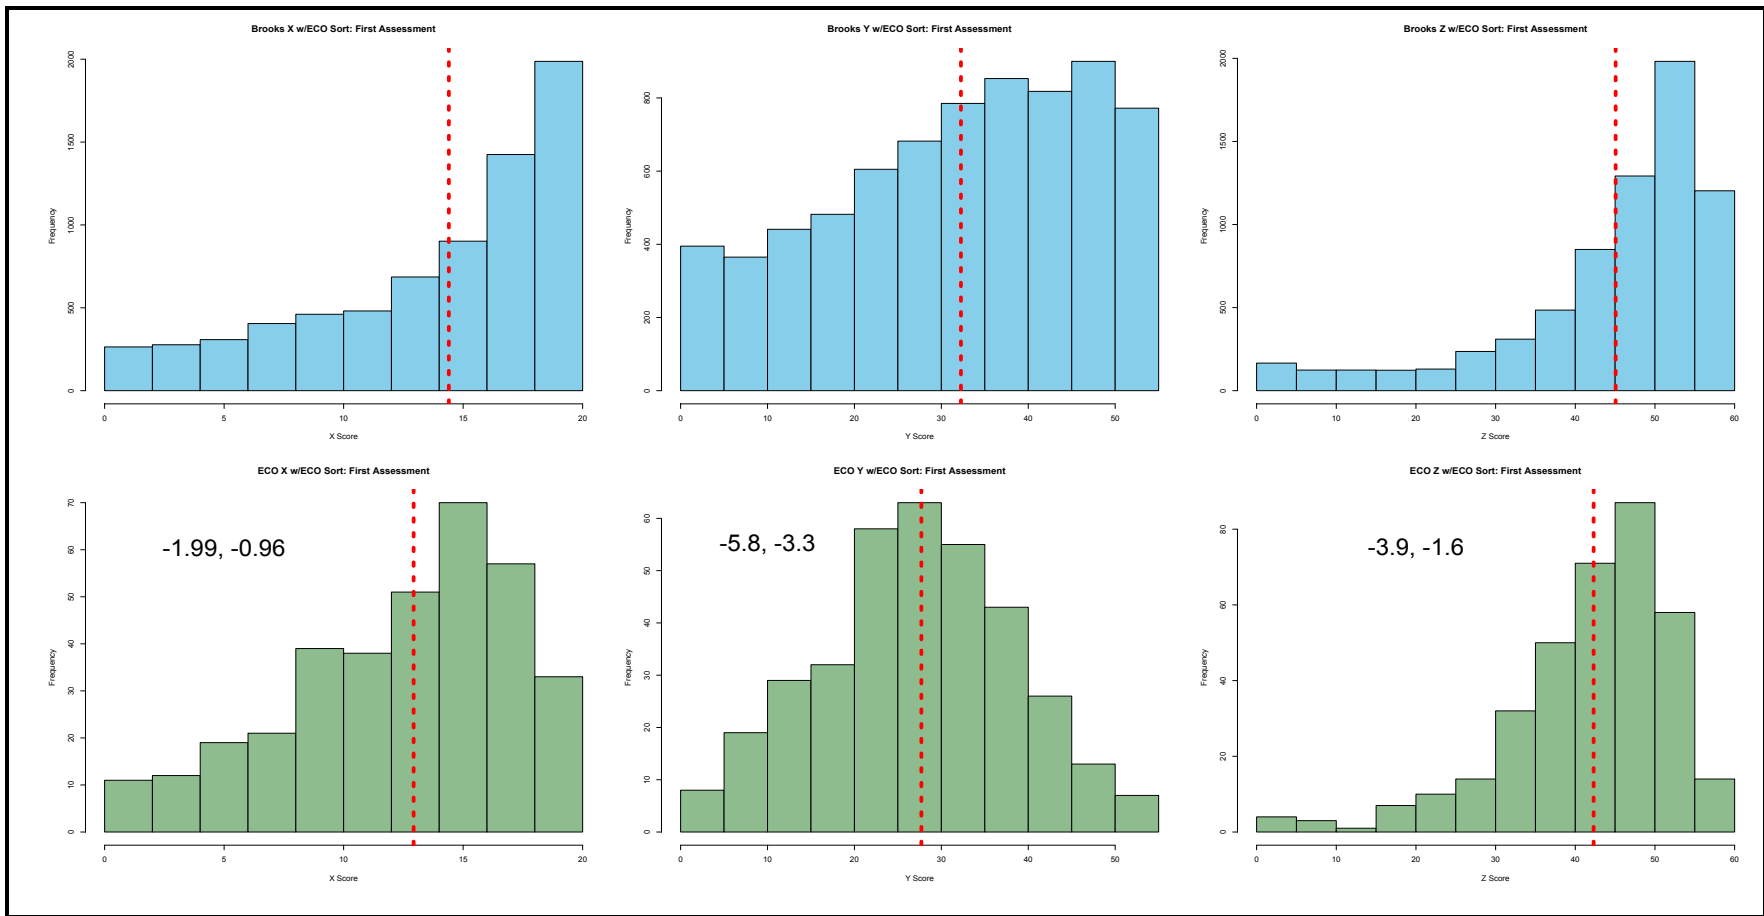 Brooks X w/ECO Sort: First Assessment
Frequency
0
500
1000
1500
2000
0 5 10 15 20
X Score
Brooks Y w/ECO Sort: First Assessment
Frequency
0
200
400
600
800
0 10 20 30 40 50
Y Score
Brooks Z w/ECO Sort: First Assessment
Frequency
0
500
1000
1500
2000
0 10 20 30 40 50 60
Z Score
ECO X w/ECO Sort: First Assessment
-1.99, -0.96
Frequency
0
10
20
30
40
50
60
70
0 5 10 15 20
X Score
ECO Y w/ECO Sort: First Assessment
-5.8, -3.3
Frequency
0
10
20
30
40
50
60
0 10 20 30 40 50
Y Score
ECO Z w/ECO Sort: First Assessment
-3.9, -1.6
Frequency
0
20
40
60
80
0 10 20 30 40 50 60
Z Score